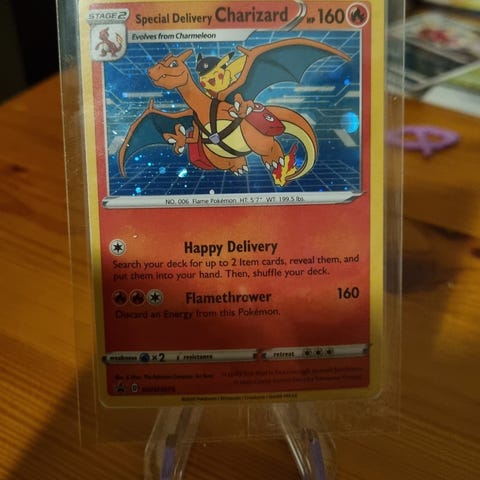 STAGE 2
Special Delivery Charizard HP 160
Evolves from Charmeleon
NO. 006 Flame Pokémon HT: 5'7" WT: 199.5 lbs.
Happy Delivery
Search your deck for up to 2 Item cards, reveal them, and
put them into your hand. Then, shuffle your deck.
Flamethrower 160
Discard an Energy from this Pokémon.
weakness ×2 resistance retreat